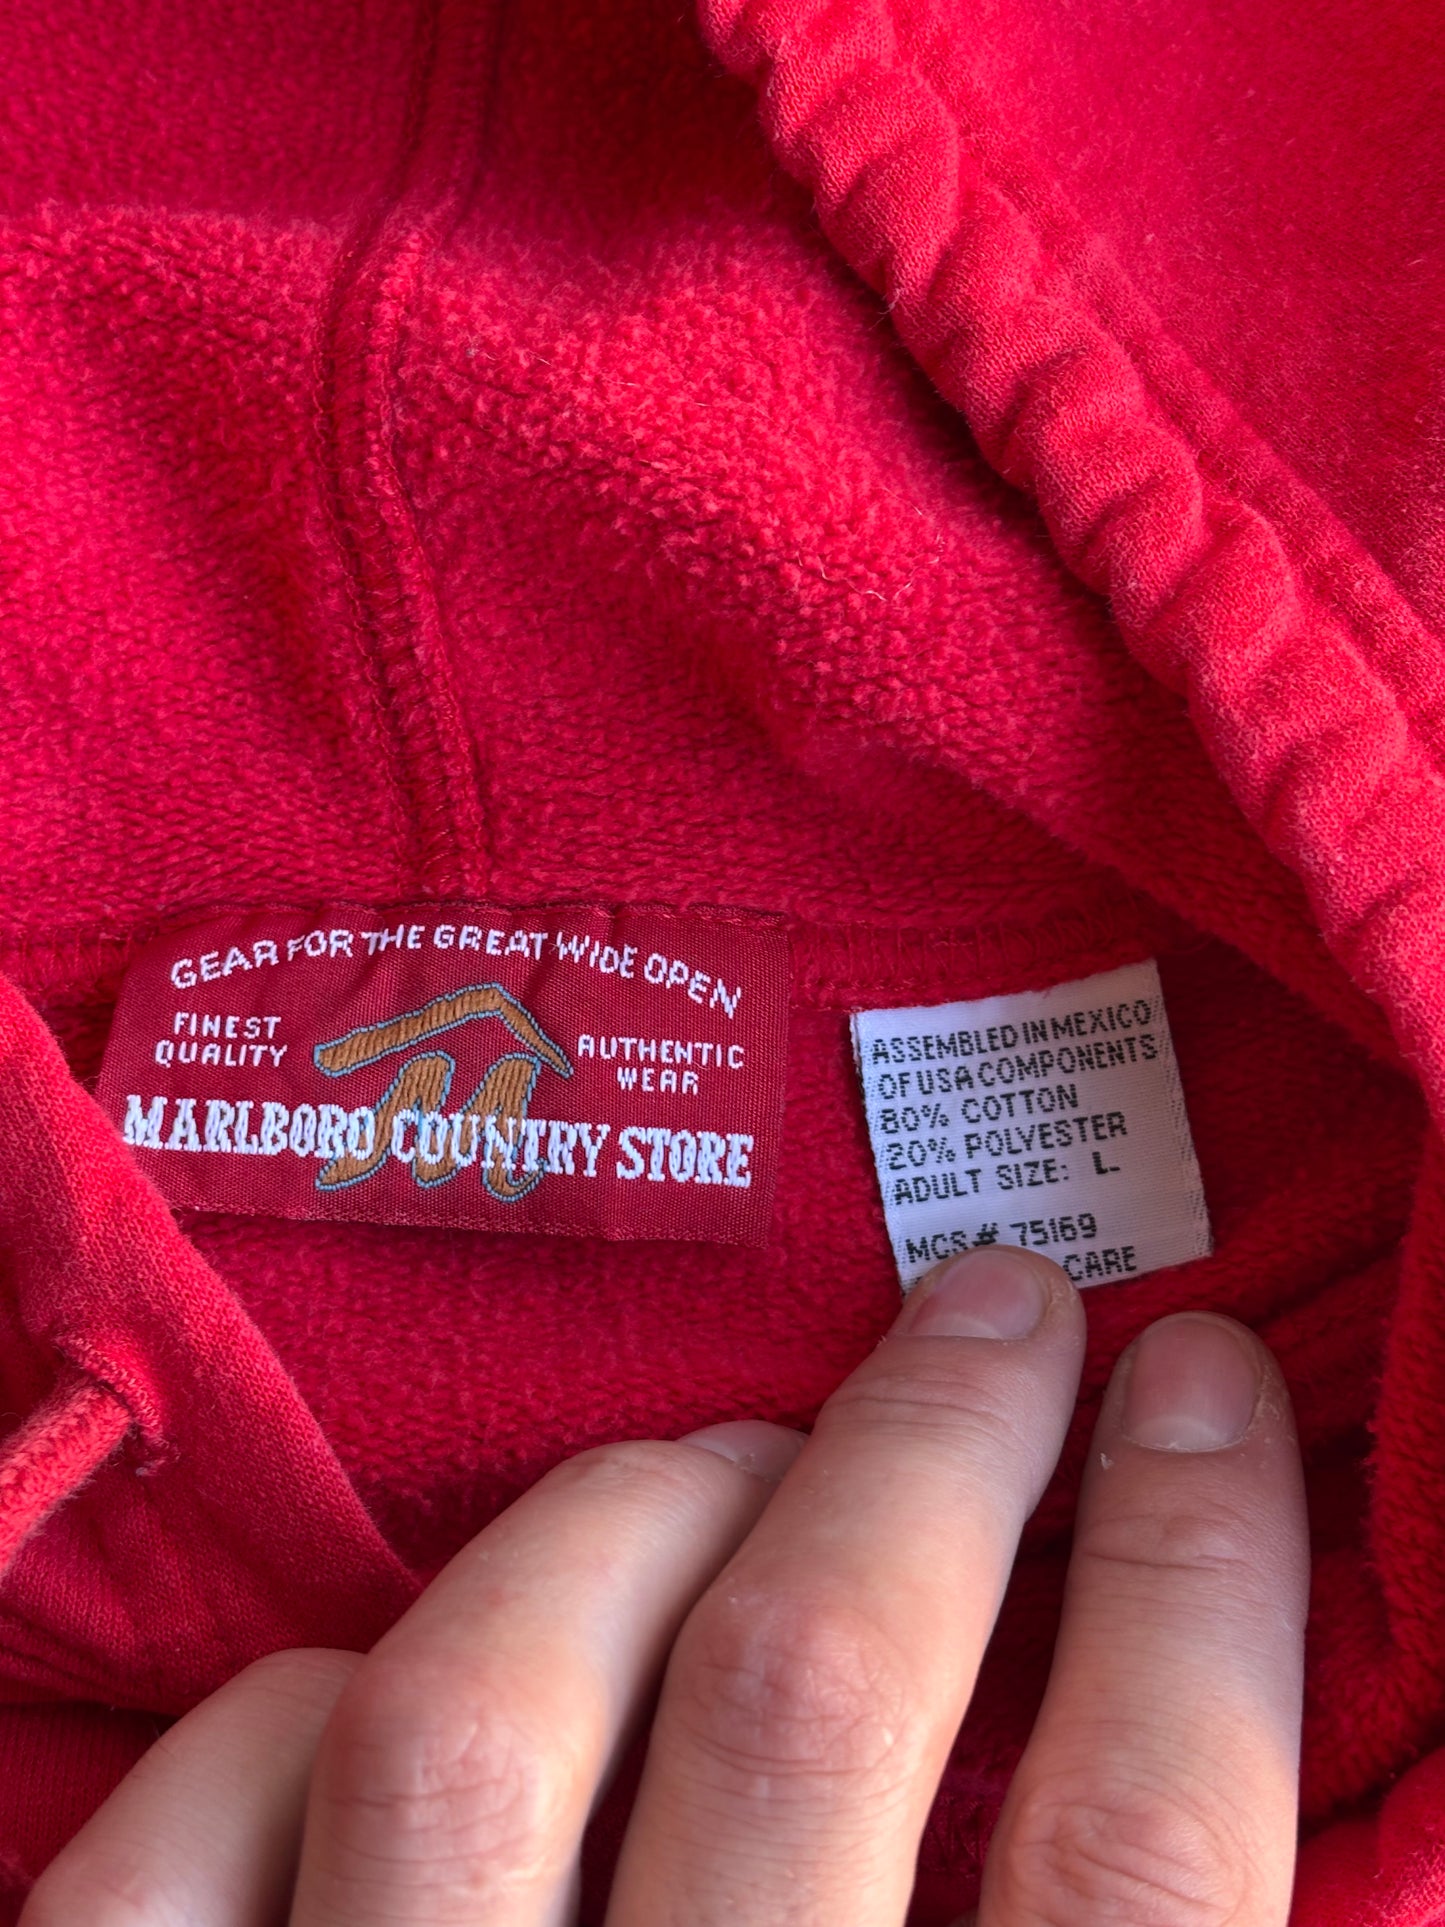 GEAR FOR THE GREAT WIDE OPEN
FINEST
QUALITY
AUTHENTIC
WEAR
MARLBORO COUNTRY STORE
ASSEMBLED IN MEXICO
OF USA COMPONENTS
80% COTTON
20% POLYESTER
ADULT SIZE: L
MCS# 75169
CARE